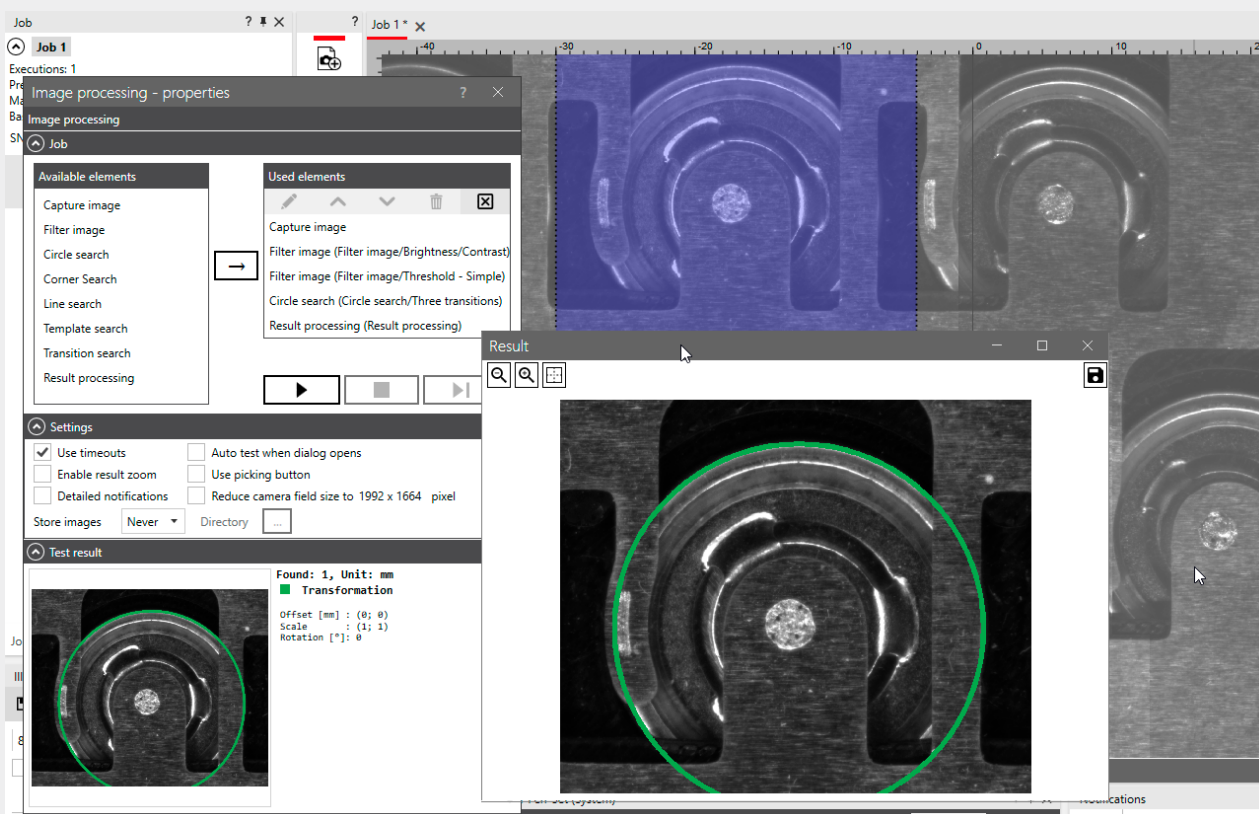 Job
?
?
Job 1 *
Job 1
Executions: 1
-40
-30
-20
-10
0
10
Image processing - properties
?
Image processing
Job
Available elements
Capture image
Filter image
Circle search
Corner Search
Line search
Template search
Transition search
Result processing
→
Used elements
Capture image
Filter image (Filter image/Brightness/Contrast)
Filter image (Filter image/Threshold - Simple)
Circle search (Circle search/Three transitions)
Result processing (Result processing)
Settings
Use timeouts
Auto test when dialog opens
Enable result zoom
Use picking button
Detailed notifications
Reduce camera field size to 1992 x 1664 pixel
Store images
Never
Directory
...
Test result
Found: 1, Unit: mm
Transformation
Offset [mm] : (0; 0)
Scale : (1; 1)
Rotation [°]: 0
Result